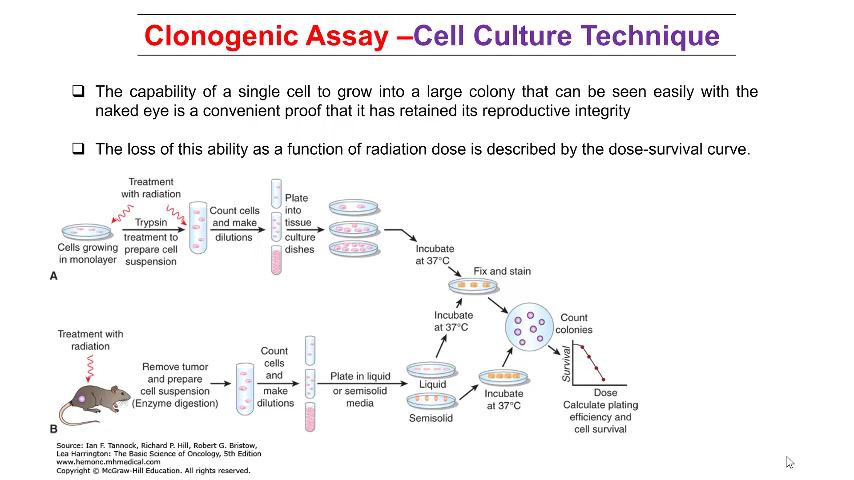 Clonogenic Assay –Cell Culture Technique
❑ The capability of a single cell to grow into a large colony that can be seen easily with the
naked eye is a convenient proof that it has retained its reproductive integrity
❑ The loss of this ability as a function of radiation dose is described by the dose-survival curve.
Treatment
with radiation
Cells growing
in monolayer
Trypsin
treatment to
prepare cell
suspension
Count cells
and make
dilutions
Plate
into
tissue
culture
dishes
Incubate
at 37°C
Fix and stain
A
Treatment with
radiation
Remove tumor
and prepare
cell suspension
(Enzyme digestion)
Count
cells
and
make
dilutions
Plate in liquid
or semisolid
media
Liquid
Semisolid
Incubate
at 37°C
Incubate
at 37°C
Count
colonies
Survival
Dose
Calculate plating
efficiency and
cell survival
B
Source: Ian F. Tannock, Richard P. Hill, Robert G. Bristow,
Lea Harrington: The Basic Science of Oncology, 5th Edition
www.hemonc.mhmedical.com
Copyright © McGraw-Hill Education. All rights reserved.